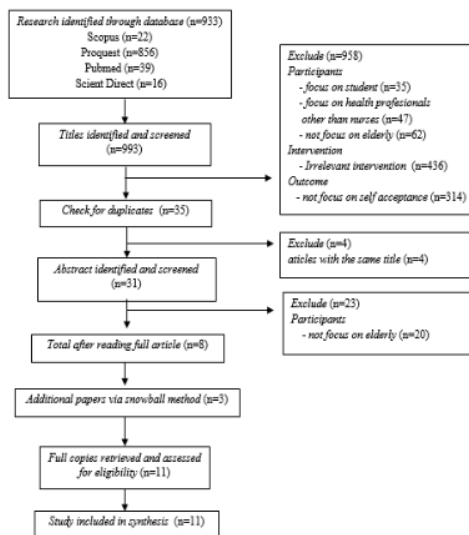 Research identified through database (n=933)
Scopus (n=22)
Proquest (n=856)
Pubmed (n=39)
Scient Direct (n=16)
Titles identified and screened
(n=993)
Exclude (n=958)
Participants
- focus on student (n=35)
- focus on health profesionals
other than nurses (n=47)
- not focus on elderly (n=62)
Intervention
- Irrelevant intervention (n=436)
Outcome
- not focus on self acceptance (n=314)
Check for duplicates (n=35)
Exclude (n=4)
aticles with the same title (n=4)
Abstract identified and screened
(n=31)
Exclude (n=23)
Participants
- not focus on elderly (n=20)
Total after reading full article (n=8)
Additional papers via snowball method (n=3)
Full copies retrieved and assessed
for eligibility (n=11)
Study included in synthesis (n=11)